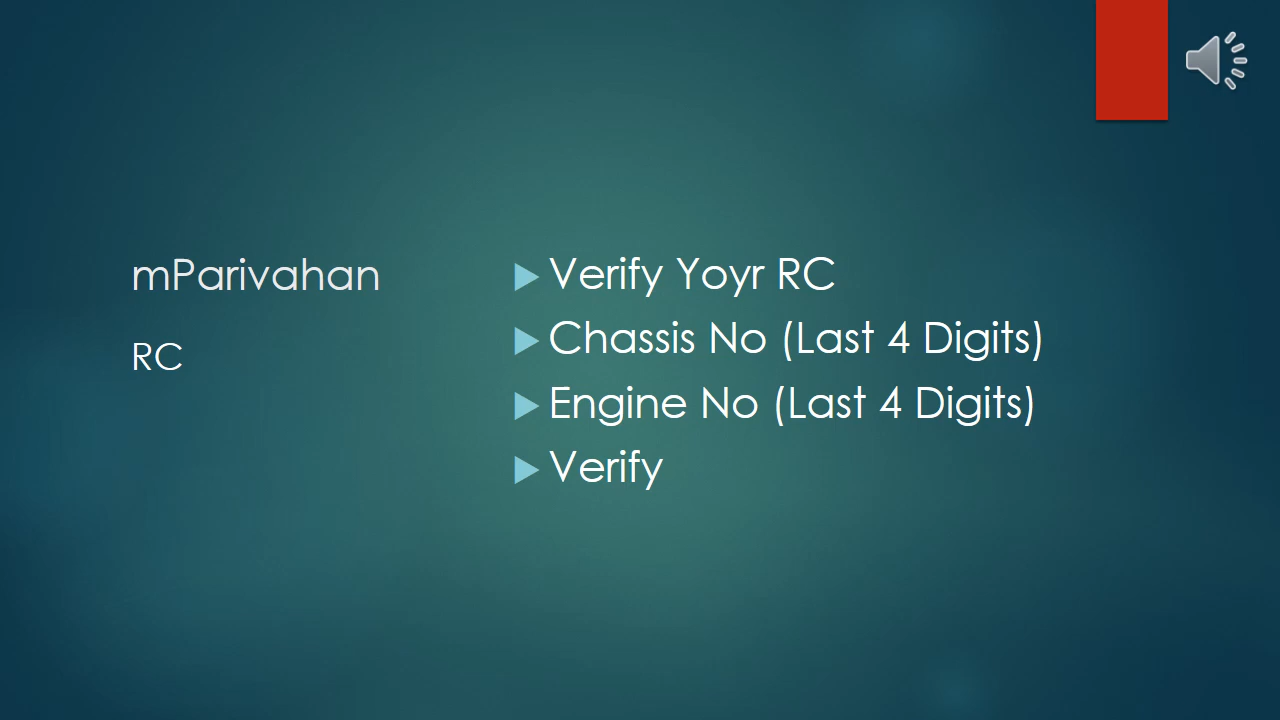 mParivahan
RC
Verify Yoyr RC
Chassis No (Last 4 Digits)
Engine No (Last 4 Digits)
Verify